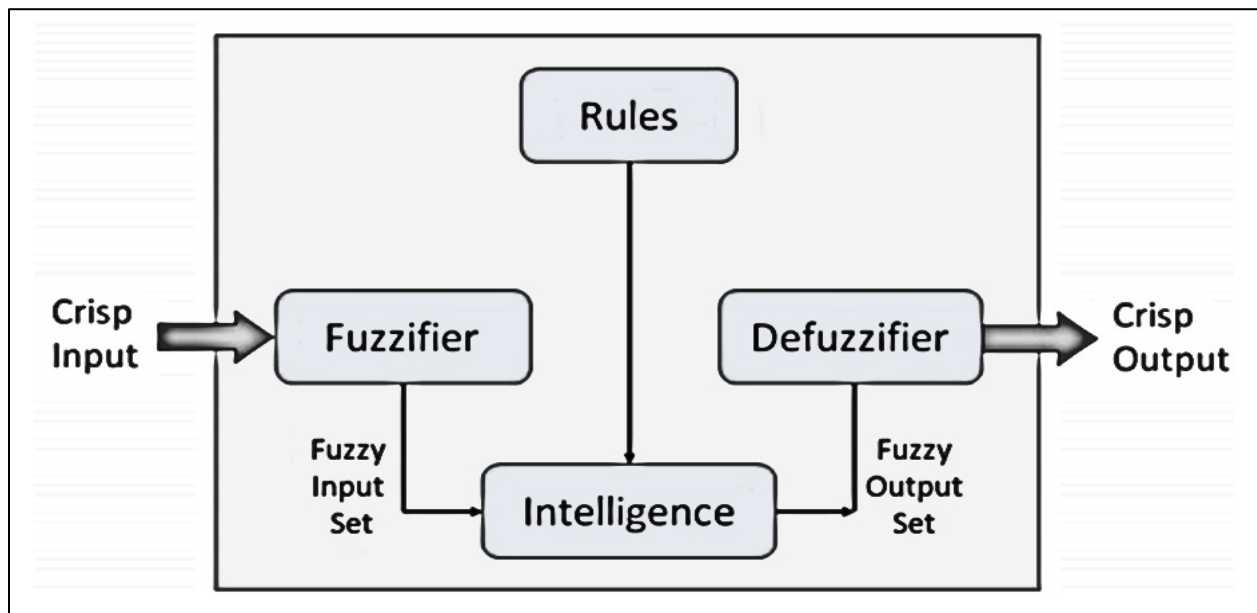 Rules
Crisp
Input
Fuzzifier
Defuzzifier
Crisp
Output
Fuzzy
Input
Set
Intelligence
Fuzzy
Output
Set